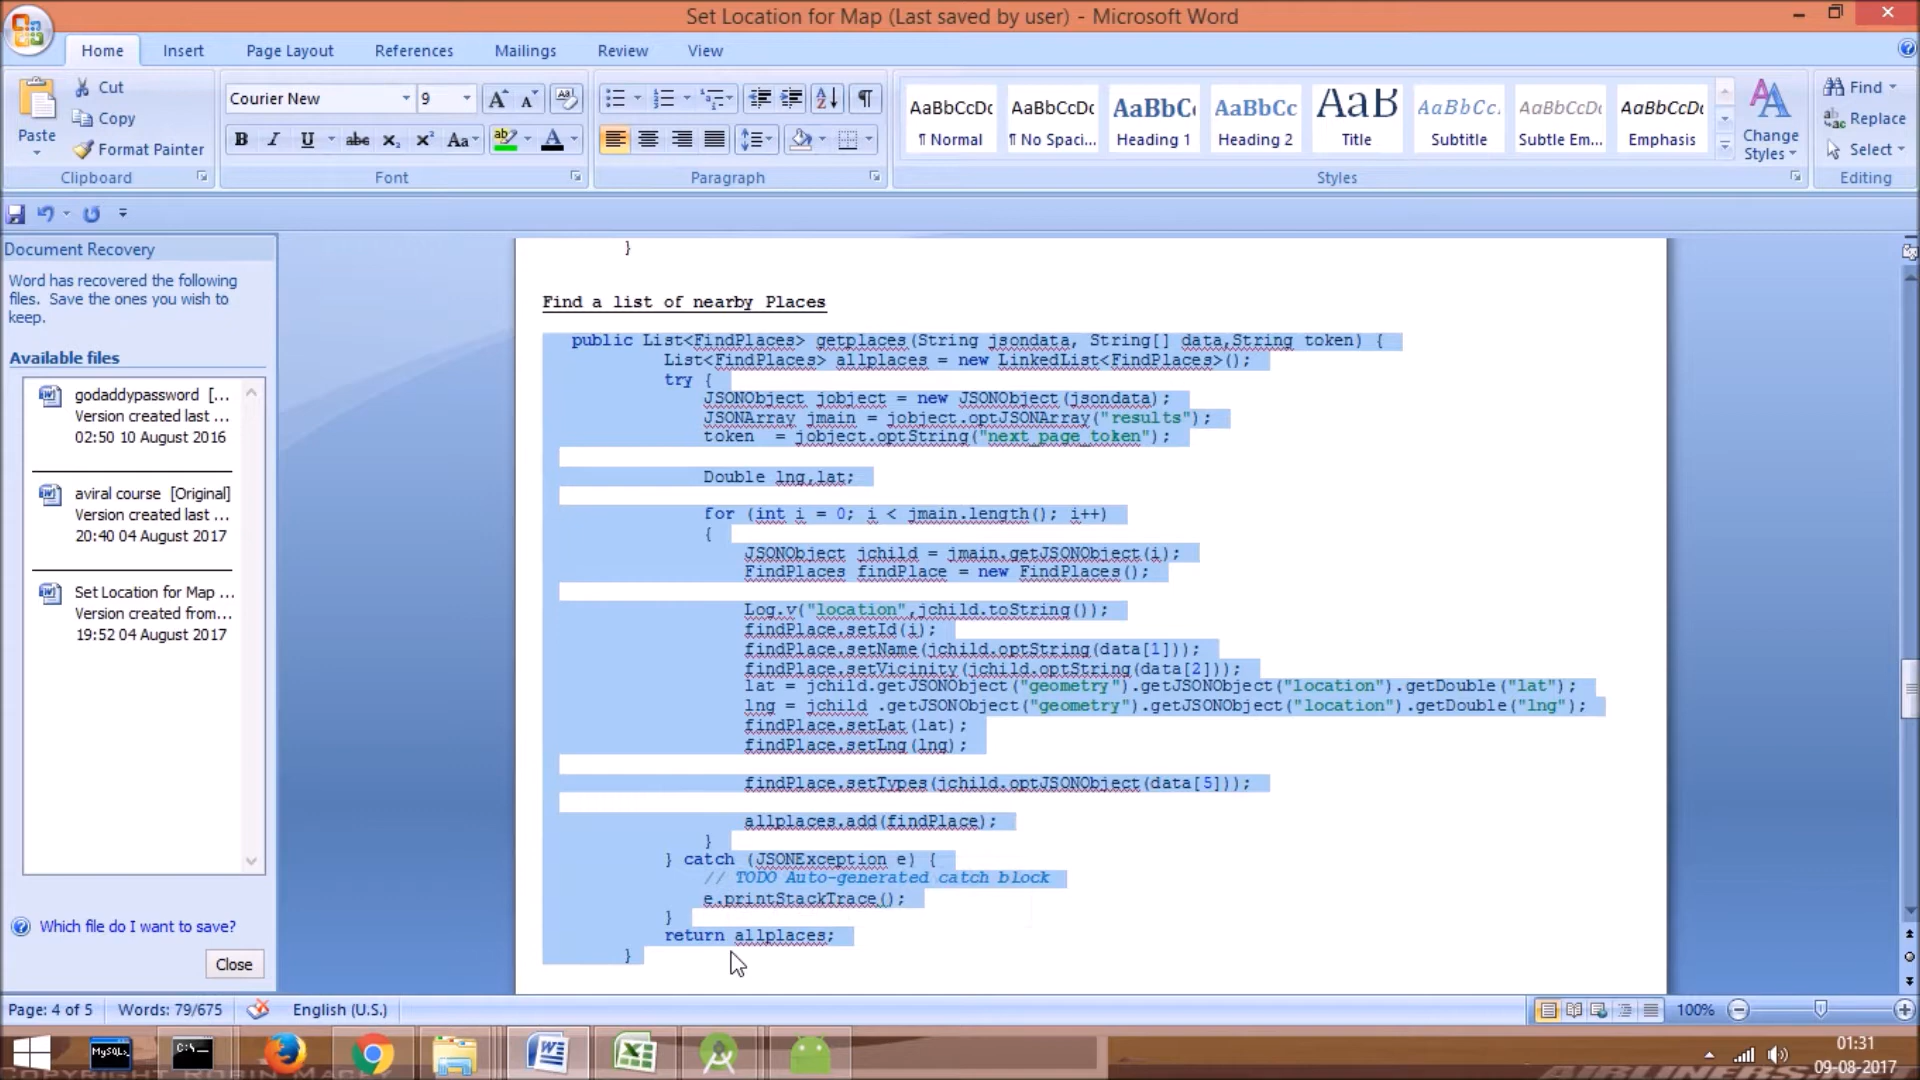 Set Location for Map (Last saved by user) - Microsoft Word
Home Insert Page Layout References Mailings Review View
Paste
Cut
Copy
Format Painter
Clipboard
Courier New 9
Font
Paragraph
AaBbCcDc AaBbCcDc AaBbC AaBbCc AaB AaBbCc. AaBbCcDc AaBbCcDc
¶ Normal ¶ No Spaci... Heading 1 Heading 2 Title Subtitle Subtle Em... Emphasis
Change Styles
Styles
Find
Replace
Select
Editing
Document Recovery
Word has recovered the following
files. Save the ones you wish to
keep.
Available files
godaddypassword [...
Version created last ...
02:50 10 August 2016
aviral course [Original]
Version created last ...
20:40 04 August 2017
Set Location for Map ...
Version created from...
19:52 04 August 2017
Which file do I want to save?
Close
}
Find a list of nearby Places
public List<FindPlaces> getplaces(String jsondata, String[] data,String token) {
List<FindPlaces> allplaces = new LinkedList<FindPlaces>();
try {
JSONObject jobject = new JSONObject(jsondata);
JSONArray jmain = jobject.optJSONArray("results");
token = jobject.optString("next_page_token");
Double lng,lat;
for (int i = 0; i < jmain.length(); i++)
{
JSONObject jchild = jmain.getJSONObject(i);
FindPlaces findPlace = new FindPlaces();
Log.v("location",jchild.toString());
findPlace.setId(i);
findPlace.setName(jchild.optString(data[1]));
findPlace.setVicinity(jchild.optString(data[2]));
lat = jchild.getJSONObject("geometry").getJSONObject("location").getDouble("lat");
lng = jchild .getJSONObject("geometry").getJSONObject("location").getDouble("lng");
findPlace.setLat(lat);
findPlace.setLng(lng);
findPlace.setTypes(jchild.optJSONObject(data[5]));
allplaces.add(findPlace);
}
} catch (JSONException e) {
// TODO Auto-generated catch block
e.printStackTrace();
}
return allplaces;
}
Page: 4 of 5 Words: 79/675 English (U.S.) 100%
MySQL
C:\
01:31
09-08-2017
COPYRIGHT ROBIN
AIRLINERS.